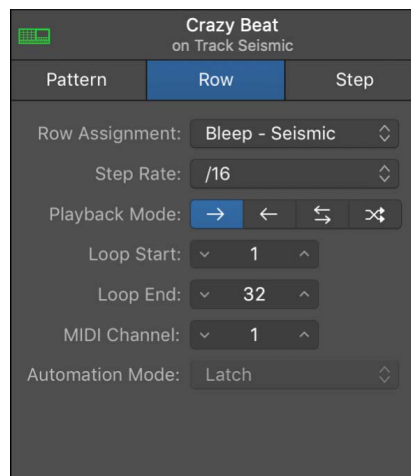 Crazy Beat
on Track Seismic
Pattern Row Step
Row Assignment: Bleep - Seismic
Step Rate: /16
Playback Mode:
Loop Start: 1
Loop End: 32
MIDI Channel: 1
Automation Mode: Latch